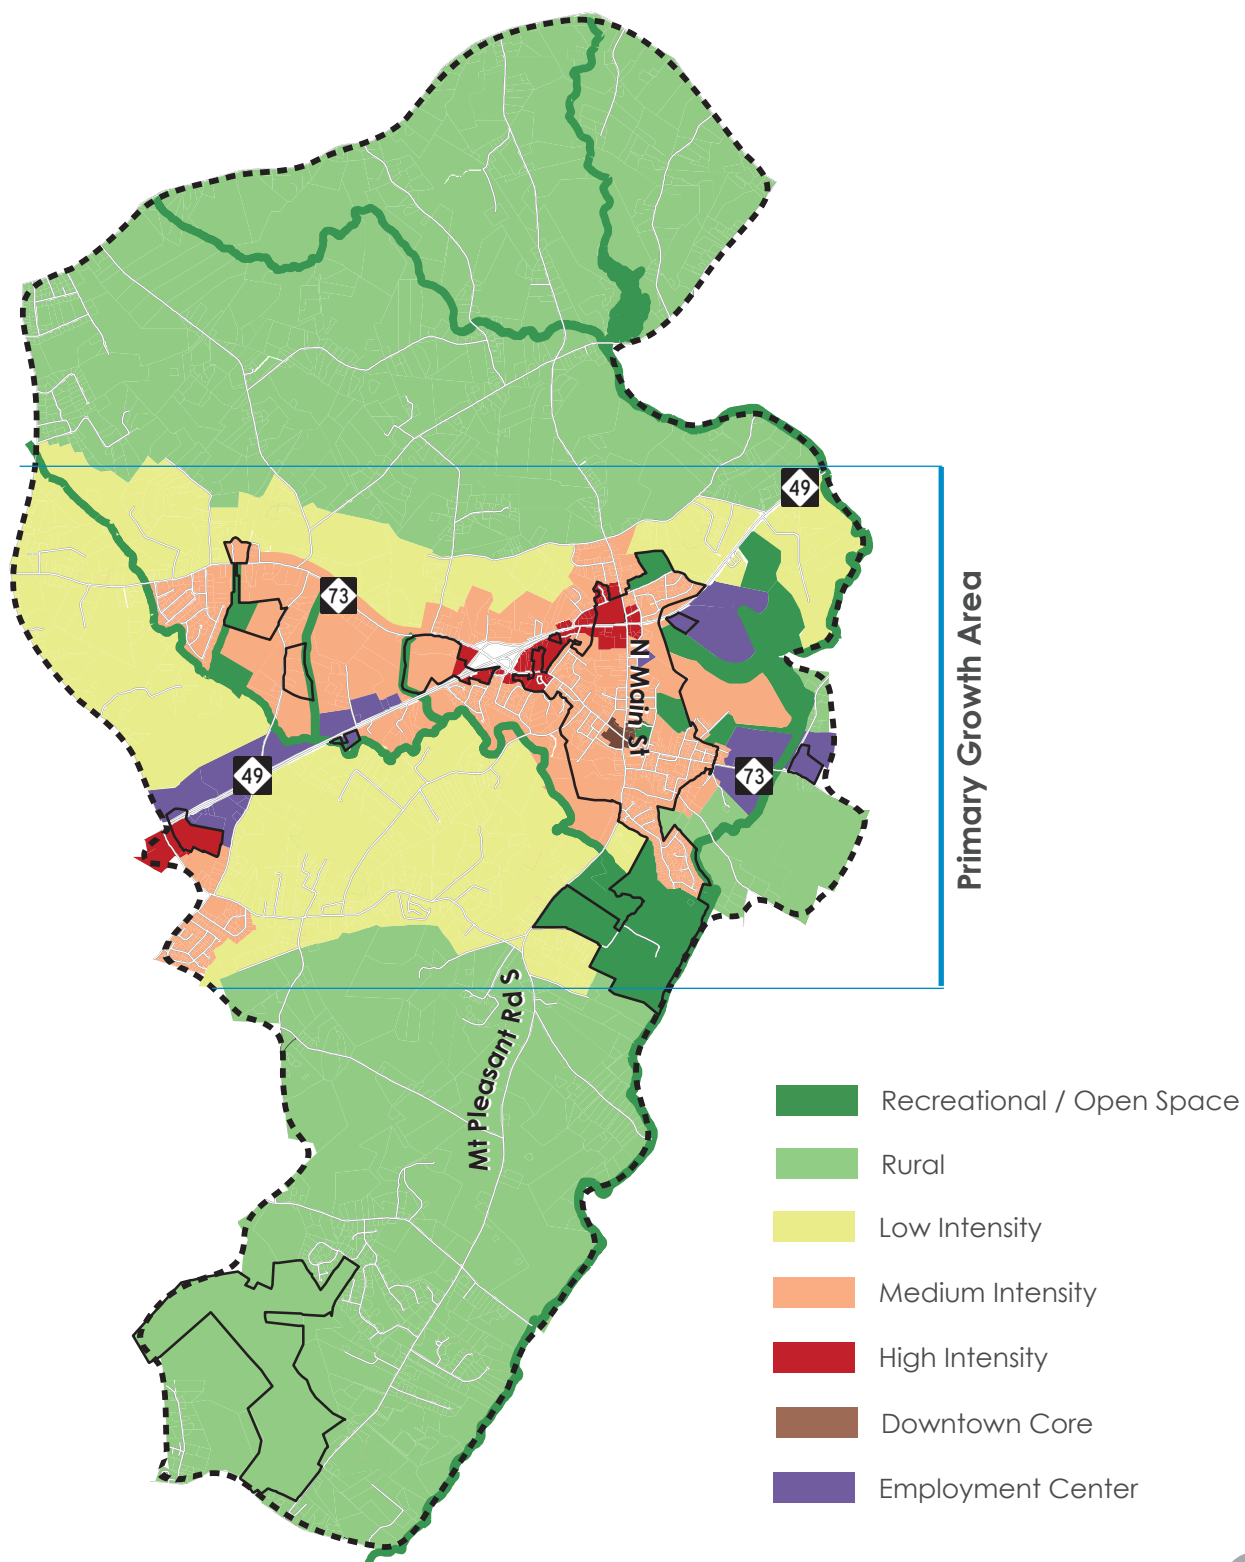 49
73
N Main St
49
73
Primary Growth Area
Mt Pleasant Rd S
Recreational / Open Space
Rural
Low Intensity
Medium Intensity
High Intensity
Downtown Core
Employment Center